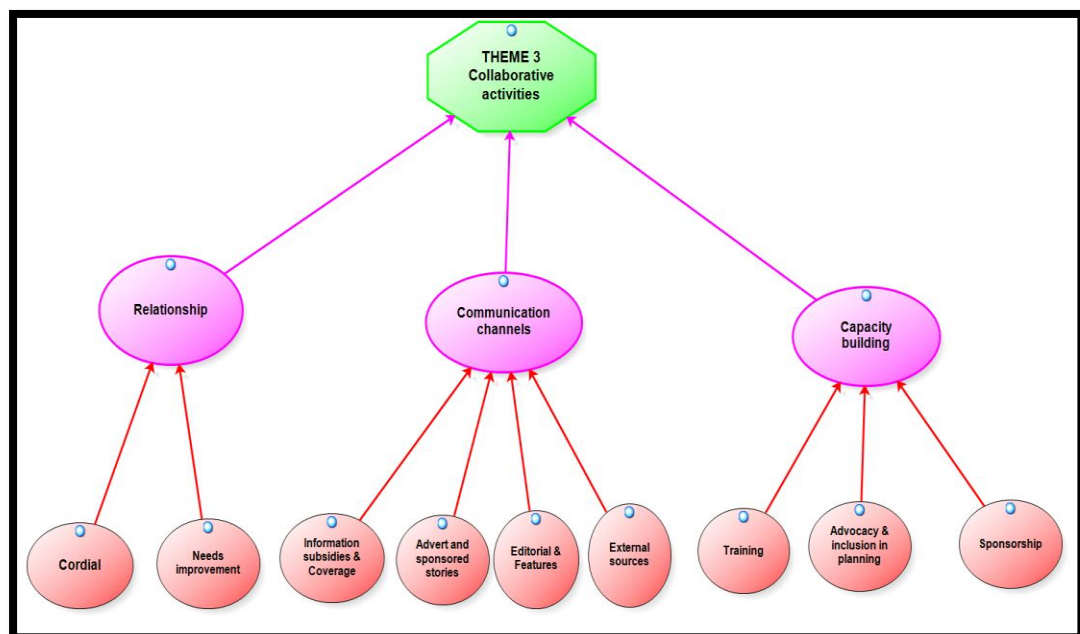 THEME 3
Collaborative
activities
Relationship
Communication
channels
Capacity
building
Cordial
Needs
improvement
Information
subsidies &
Coverage
Advert and
sponsored
stories
Editorial &
Features
External
sources
Training
Advocacy &
inclusion in
planning
Sponsorship